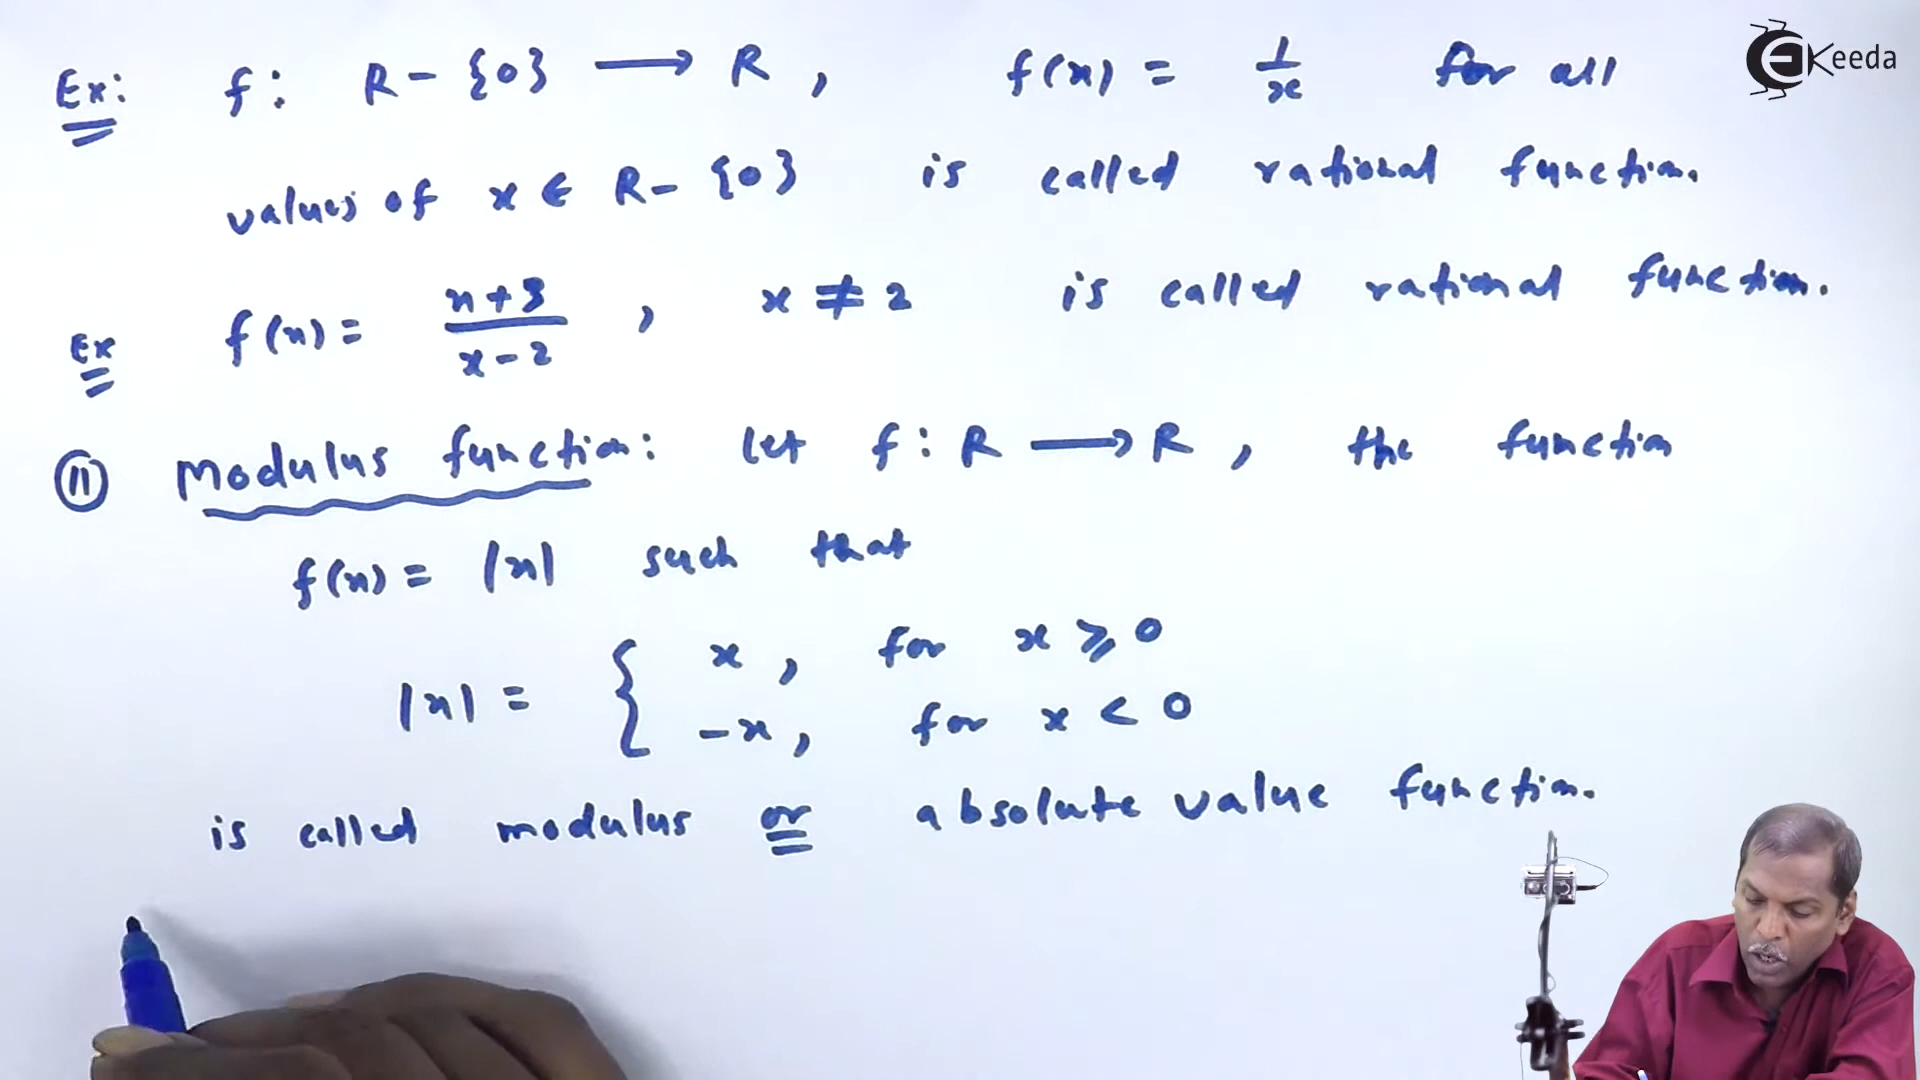 Ex: f: R - {0} ⟶ R, f(x) = 1/x for all
values of x ∈ R - {0} is called rational function.
Ex f(x) = x+3/x-2, x ≠ 2 is called rational function.
⑪ Modulus function: let f: R ⟶ R, the function
f(x) = |x| such that
|x| = { x, for x ⩾ 0
-x, for x < 0
is called modulus or absolute value function.
EKeeda